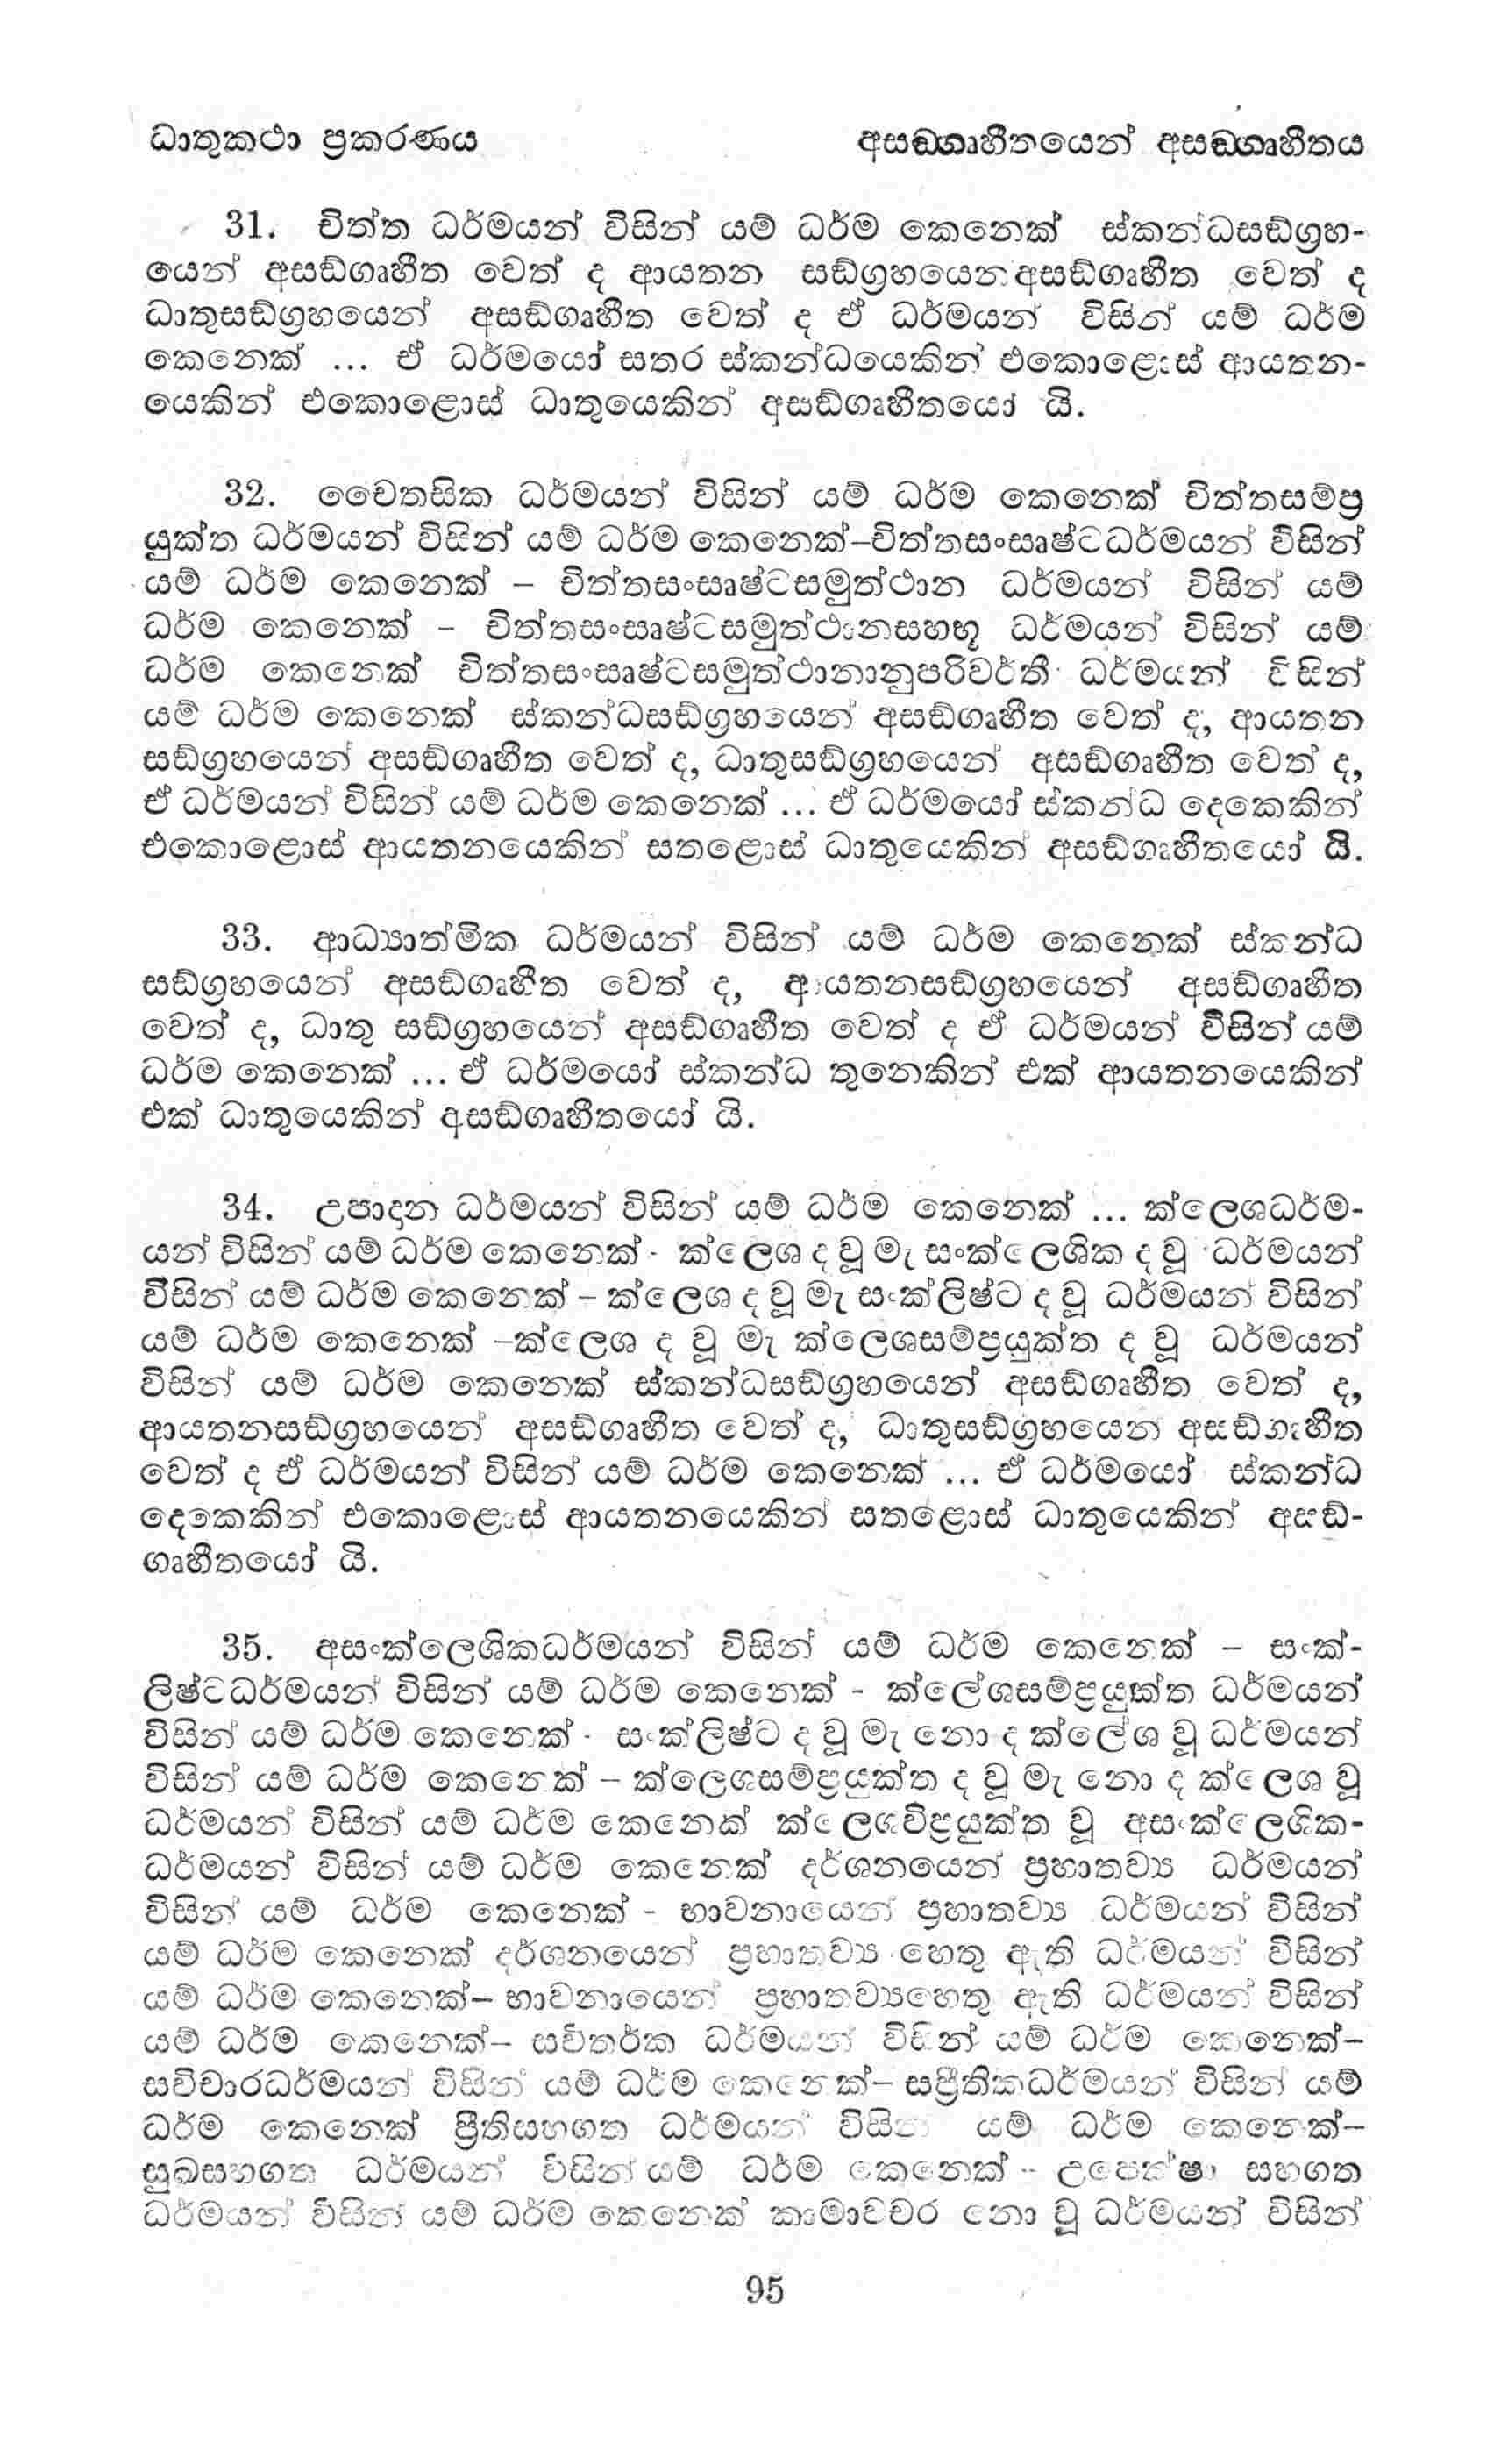 ධාතුකථා ප්‍රකරණය අසඞ්ගෘහීතයෙන් අසඞ්ගෘහීතය
31. චිත්ත ධර්මයන් විසින් යම් ධර්ම කෙනෙක් ස්කන්ධසඞ්ග්‍රහ-
යෙන් අසඞ්ගෘහීත වෙත් ද ආයතන සඞ්ග්‍රහයෙන අසඞ්ගෘහීත වෙත් ද
ධාතුසඞ්ග්‍රහයෙන් අසඞ්ගෘහීත වෙත් ද ඒ ධර්මයන් විසින් යම් ධර්ම
කෙනෙක් ... ඒ ධර්මයෝ සතර ස්කන්ධයෙකින් එකොළොස් ආයතන-
යෙකින් එකොළොස් ධාතුයෙකින් අසඞ්ගෘහීතයෝ යි.
32. චෛතසික ධර්මයන් විසින් යම් ධර්ම කෙනෙක් චිත්තසම්ප්‍ර
යුක්ත ධර්මයන් විසින් යම් ධර්ම කෙනෙක්–චිත්තසංසෘෂ්ටධර්මයන් විසින්
යම් ධර්ම කෙනෙක් – චිත්තසංසෘෂ්ටසමුත්ථාන ධර්මයන් විසින් යම්
ධර්ම කෙනෙක් – චිත්තසංසෘෂ්ටසමුත්ථානසහභූ ධර්මයන් විසින් යම්
ධර්ම කෙනෙක් චිත්තසංසෘෂ්ටසමුත්ථානානුපරිවර්තී ධර්මයන් විසින්
යම් ධර්ම කෙනෙක් ස්කන්ධසඞ්ග්‍රහයෙන් අසඞ්ගෘහීත වෙත් ද, ආයතන
සඞ්ග්‍රහයෙන් අසඞ්ගෘහීත වෙත් ද, ධාතුසඞ්ග්‍රහයෙන් අසඞ්ගෘහීත වෙත් ද,
ඒ ධර්මයන් විසින් යම් ධර්ම කෙනෙක් ... ඒ ධර්මයෝ ස්කන්ධ දෙකෙකින්
එකොළොස් ආයතනයෙකින් සතළොස් ධාතුයෙකින් අසඞ්ගෘහීතයෝ යි.
33. ආධ්‍යාත්මික ධර්මයන් විසින් යම් ධර්ම කෙනෙක් ස්කන්ධ
සඞ්ග්‍රහයෙන් අසඞ්ගෘහීත වෙත් ද, ආයතනසඞ්ග්‍රහයෙන් අසඞ්ගෘහීත
වෙත් ද, ධාතු සඞ්ග්‍රහයෙන් අසඞ්ගෘහීත වෙත් ද ඒ ධර්මයන් විසින් යම්
ධර්ම කෙනෙක් ... ඒ ධර්මයෝ ස්කන්ධ තුනෙකින් එක් ආයතනයෙකින්
එක් ධාතුයෙකින් අසඞ්ගෘහීතයෝ යි.
34. උපාදාන ධර්මයන් විසින් යම් ධර්ම කෙනෙක් ... ක්ලෙශධර්ම-
යන් විසින් යම් ධර්ම කෙනෙක් - ක්ලෙශ ද වූ මැ සංක්ලෙශික ද වූ ධර්මයන්
විසින් යම් ධර්ම කෙනෙක් – ක්ලෙශ ද වූ මැ සංක්ලිෂ්ට ද වූ ධර්මයන් විසින්
යම් ධර්ම කෙනෙක් –ක්ලෙශ ද වූ මැ ක්ලෙශසම්ප්‍රයුක්ත ද වූ ධර්මයන්
විසින් යම් ධර්ම කෙනෙක් ස්කන්ධසඞ්ග්‍රහයෙන් අසඞ්ගෘහීත වෙත් ද,
ආයතනසඞ්ග්‍රහයෙන් අසඞ්ගෘහීත වෙත් ද, ධාතුසඞ්ග්‍රහයෙන අසඞ්ගෘහීත
වෙත් ද ඒ ධර්මයන් විසින් යම් ධර්ම කෙනෙක් ... ඒ ධර්මයෝ ස්කන්ධ
දෙකෙකින් එකොළොස් ආයතනයෙකින් සතළොස් ධාතුයෙකින් අසඞ්-
ගෘහීතයෝ යි.
35. අසංක්ලෙශිකධර්මයන් විසින් යම් ධර්ම කෙනෙක් – සංක්-
ලිෂ්ටධර්මයන් විසින් යම් ධර්ම කෙනෙක් - ක්ලේශසම්ප්‍රයුක්ත ධර්මයන්
විසින් යම් ධර්ම කෙනෙක් - සංක්ලිෂ්ට ද වූ මැ නො ද ක්ලේශ වූ ධර්මයන්
විසින් යම් ධර්ම කෙනෙක් – ක්ලෙශසම්ප්‍රයුක්ත ද වූ මැ නො ද ක්ලෙශ වූ
ධර්මයන් විසින් යම් ධර්ම කෙනෙක් ක්ලෙශවිප්‍රයුක්ත වූ අසංක්ලෙශික-
ධර්මයන් විසින් යම් ධර්ම කෙනෙක් දර්ශනයෙන් ප්‍රහාතව්‍ය ධර්මයන්
විසින් යම් ධර්ම කෙනෙක් - භාවනායෙන් ප්‍රහාතව්‍ය ධර්මයන් විසින්
යම් ධර්ම කෙනෙක් දර්ශනයෙන් ප්‍රහාතව්‍ය හෙතු ඇති ධර්මයන් විසින්
යම් ධර්ම කෙනෙක්– භාවනායෙන් ප්‍රහාතව්‍යහෙතු ඇති ධර්මයන් විසින්
යම් ධර්ම කෙනෙක්– සවිතර්ක ධර්මයන් විසින් යම් ධර්ම කෙනෙක්–
සවිචාරධර්මයන් විසින් යම් ධර්ම කෙනෙක්– සප්‍රීතිකධර්මයන් විසින් යම්
ධර්ම කෙනෙක් ප්‍රීතිසහගත ධර්මයන් විසින් යම් ධර්ම කෙනෙක්–
සුඛසහගත ධර්මයන් විසින් යම් ධර්ම කෙනෙක් – උපෙක්ෂා සහගත
ධර්මයන් විසින් යම් ධර්ම කෙනෙක් කාමාවචර නො වූ ධර්මයන් විසින්
95